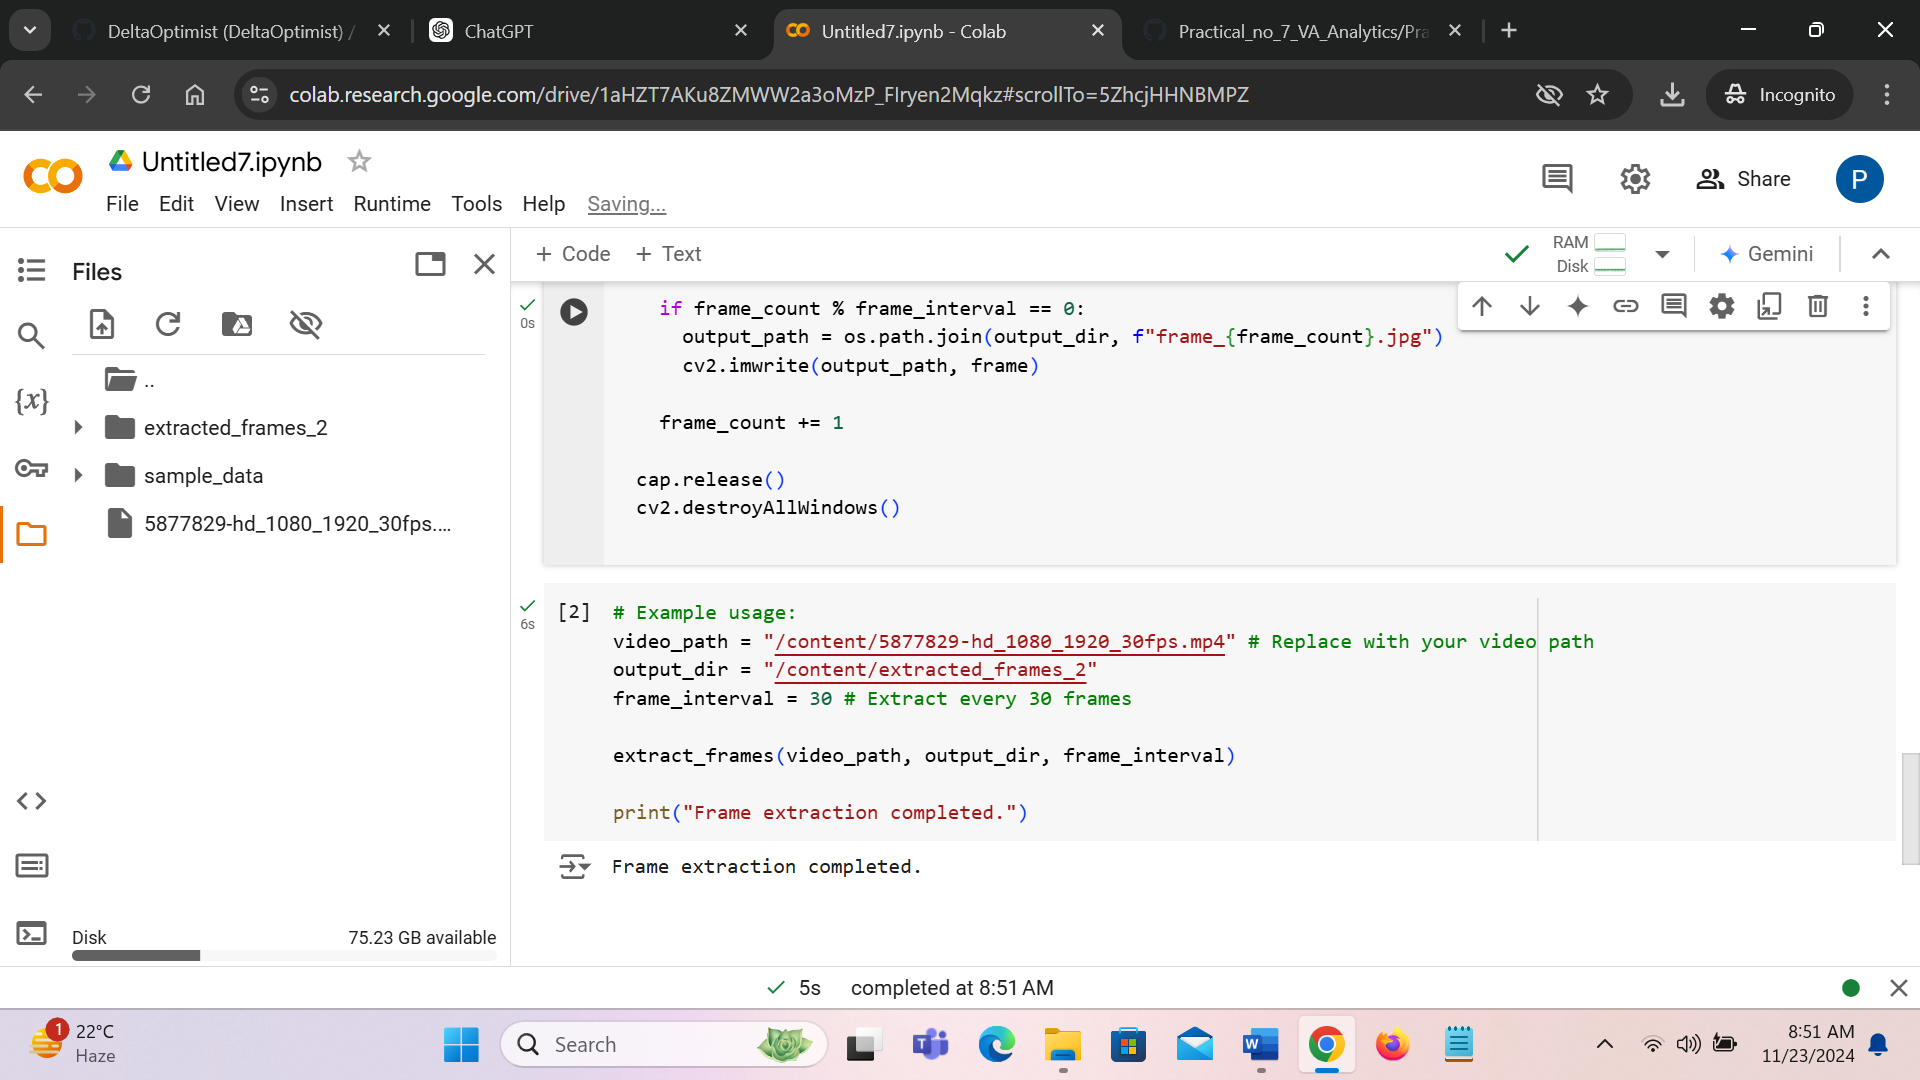 DeltaOptimist (DeltaOptimist) /
ChatGPT
Untitled7.ipynb - Colab
Practical_no_7_VA_Analytics/Pra
colab.research.google.com/drive/1aHZT7AKu8ZMWW2a3oMzP_FIryen2Mqkz#scrollTo=5ZhcjHHNBMPZ
Incognito
CO
Untitled7.ipynb
File Edit View Insert Runtime Tools Help Saving...
Share
P
Files
+ Code + Text
RAM
Disk
Gemini
{x}
..
extracted_frames_2
sample_data
5877829-hd_1080_1920_30fps....
Disk 75.23 GB available
0s
if frame_count % frame_interval == 0:
output_path = os.path.join(output_dir, f"frame_{frame_count}.jpg")
cv2.imwrite(output_path, frame)
frame_count += 1
cap.release()
cv2.destroyAllWindows()
6s
[2] # Example usage:
video_path = "/content/5877829-hd_1080_1920_30fps.mp4" # Replace with your video path
output_dir = "/content/extracted_frames_2"
frame_interval = 30 # Extract every 30 frames
extract_frames(video_path, output_dir, frame_interval)
print("Frame extraction completed.")
Frame extraction completed.
5s completed at 8:51 AM
1
22°C
Haze
Search
8:51 AM
11/23/2024